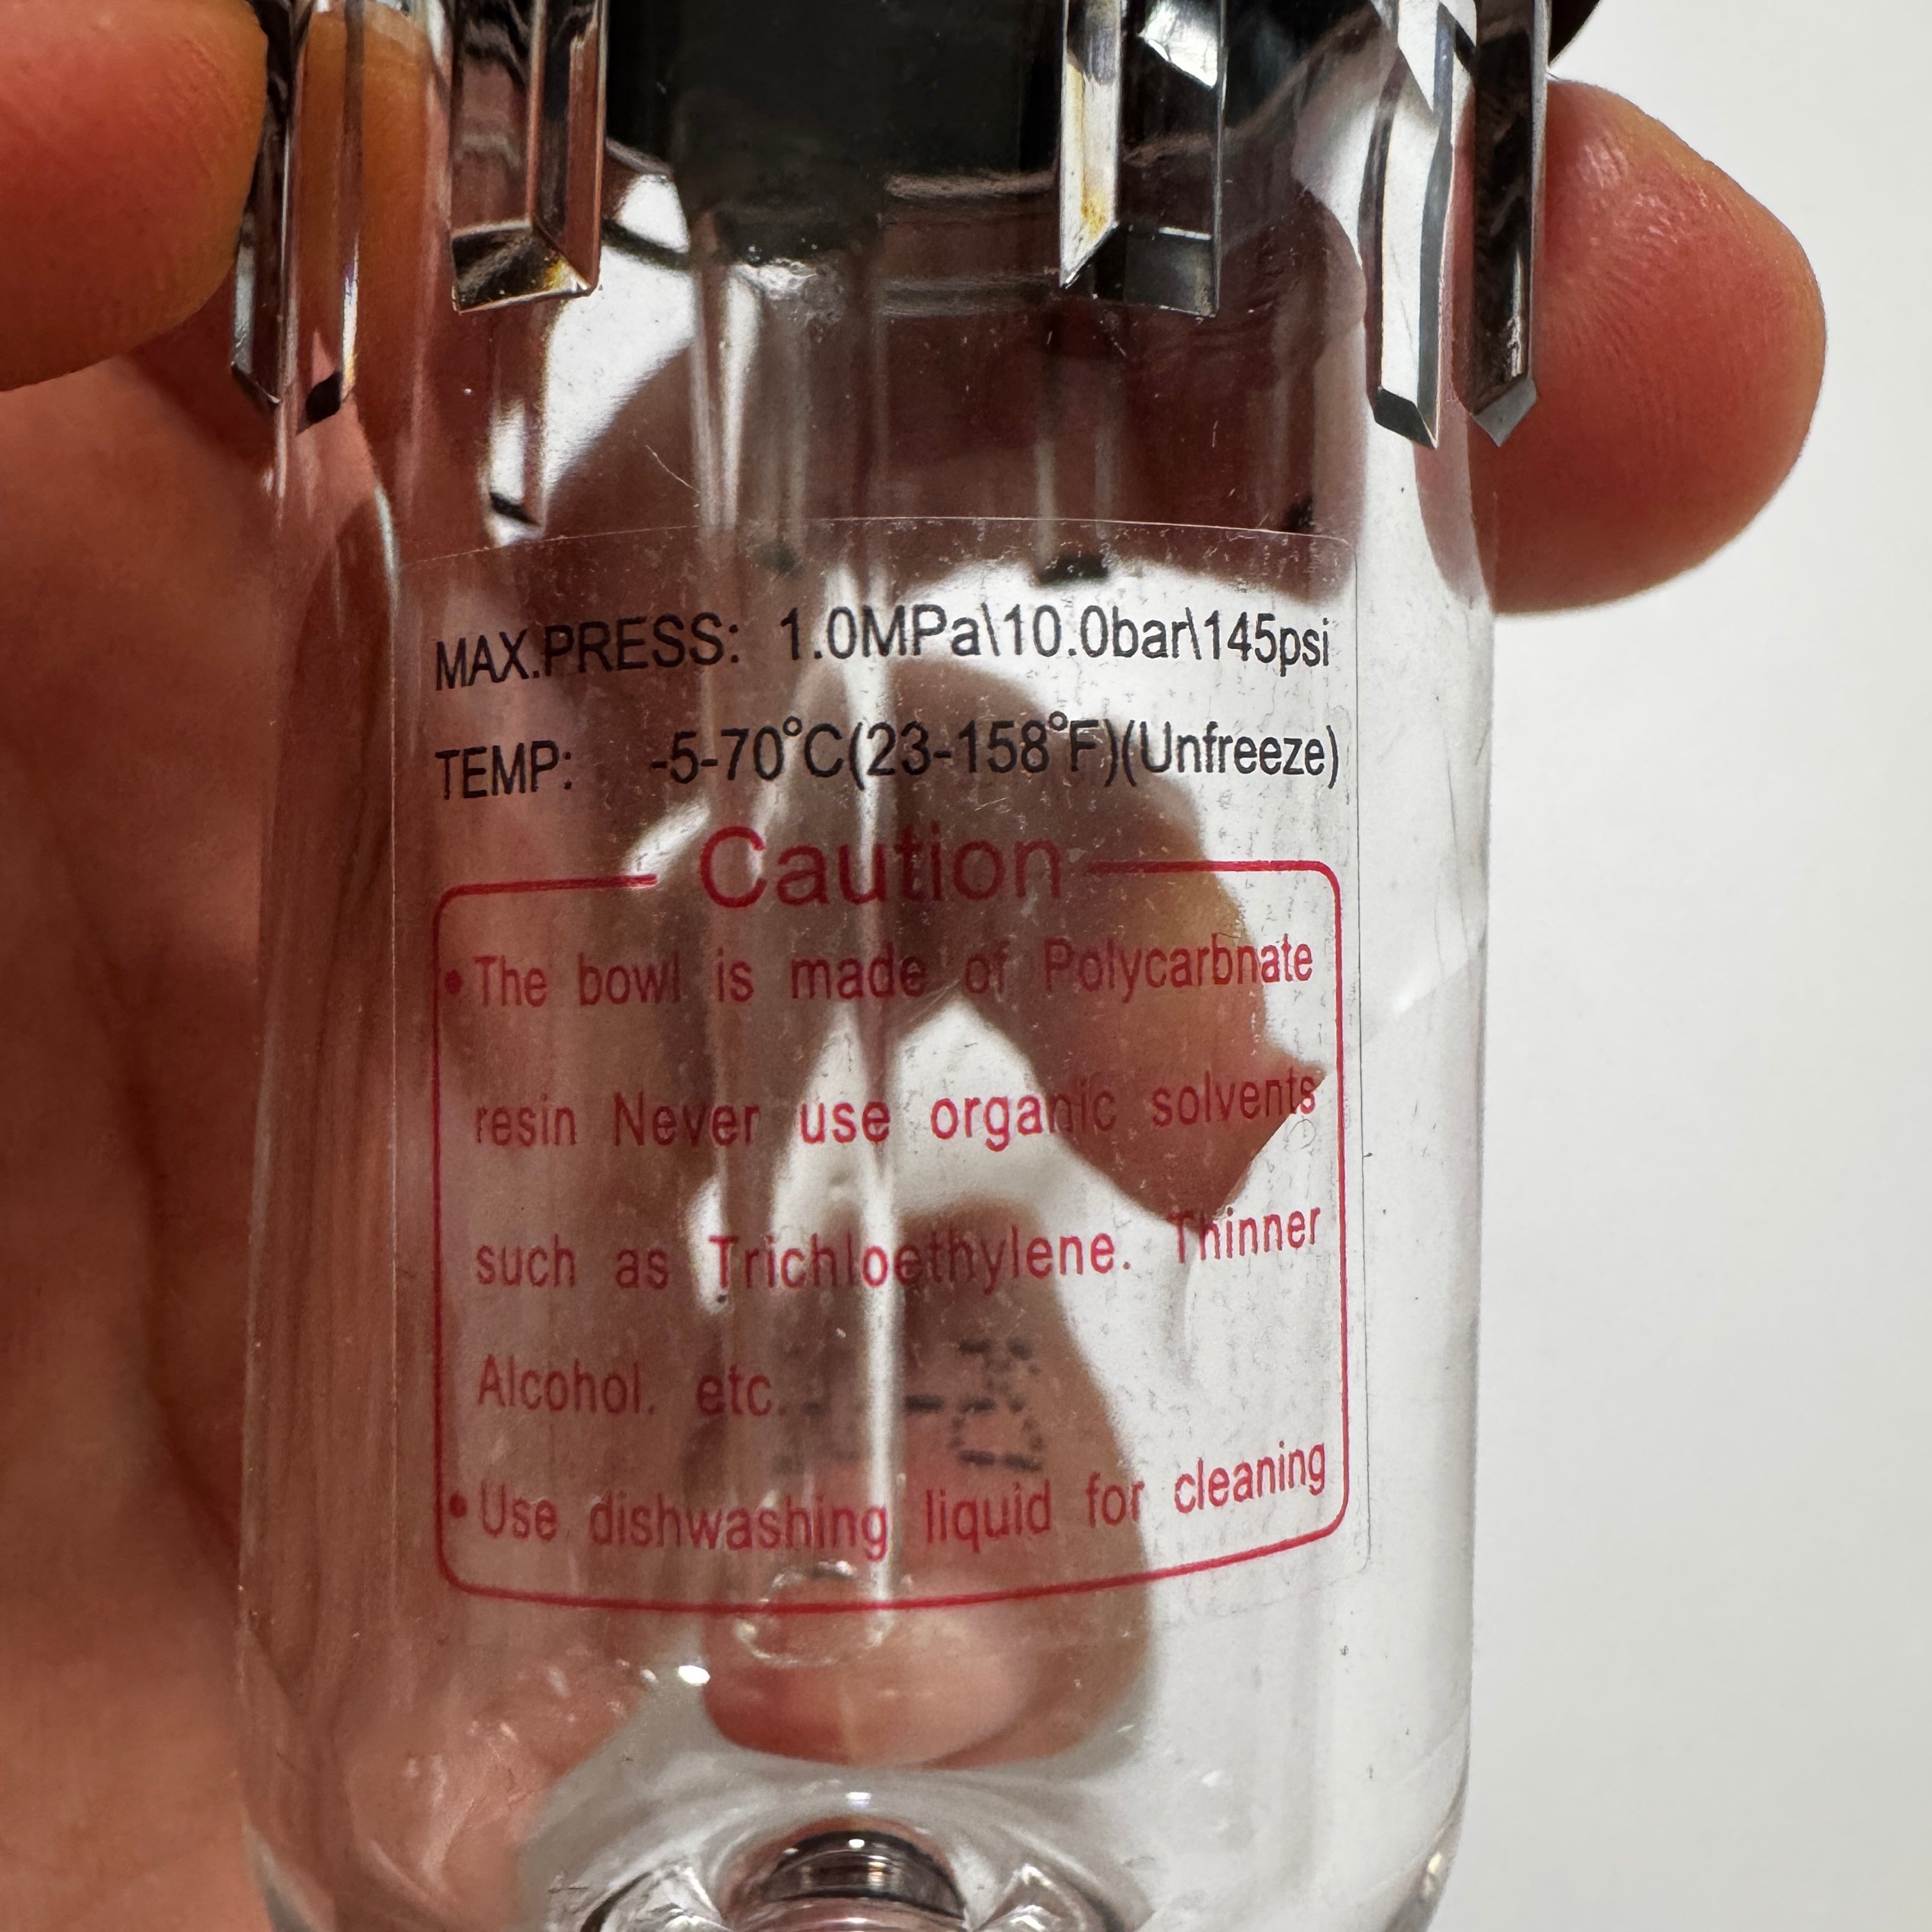 MAX.PRESS: 1.0MPa\10.0bar\145psi
TEMP: -5-70°C(23-158°F)(Unfreeze)
Caution
•The bowl is made of Polycarbnate
resin Never use organic solvents
such as Trichloethylene. Thinner
Alcohol. etc.
•Use dishwashing liquid for cleaning